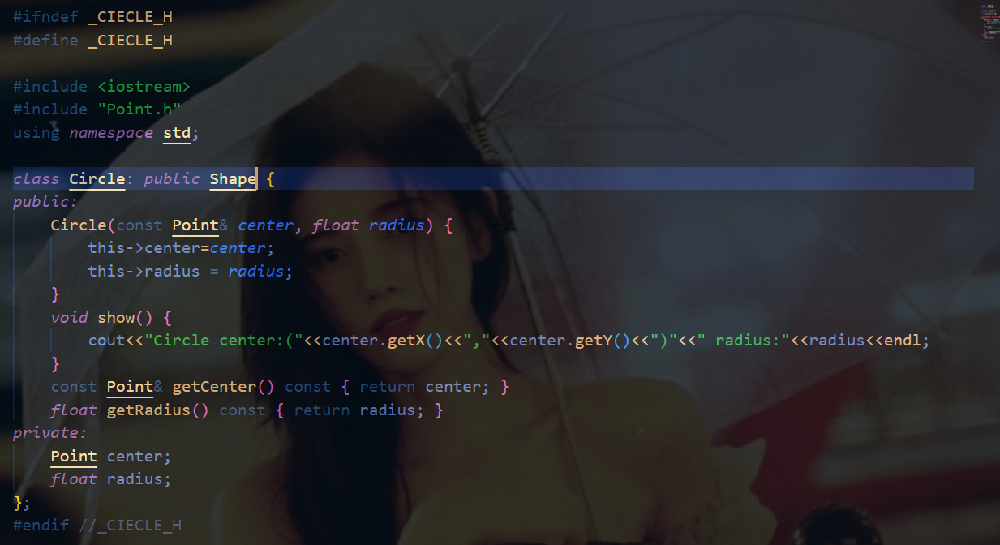 #ifndef _CIECLE_H
#define _CIECLE_H
#include <iostream>
#include "Point.h"
using namespace std;
class Circle: public Shape {
public:
    Circle(const Point& center, float radius) {
        this->center=center;
        this->radius = radius;
    }
    void show() {
        cout<<"Circle center:("<<center.getX()<<","<<center.getY()<<")"<<" radius:"<<radius<<endl;
    }
    const Point& getCenter() const { return center; }
    float getRadius() const { return radius; }
private:
    Point center;
    float radius;
};
#endif //_CIECLE_H